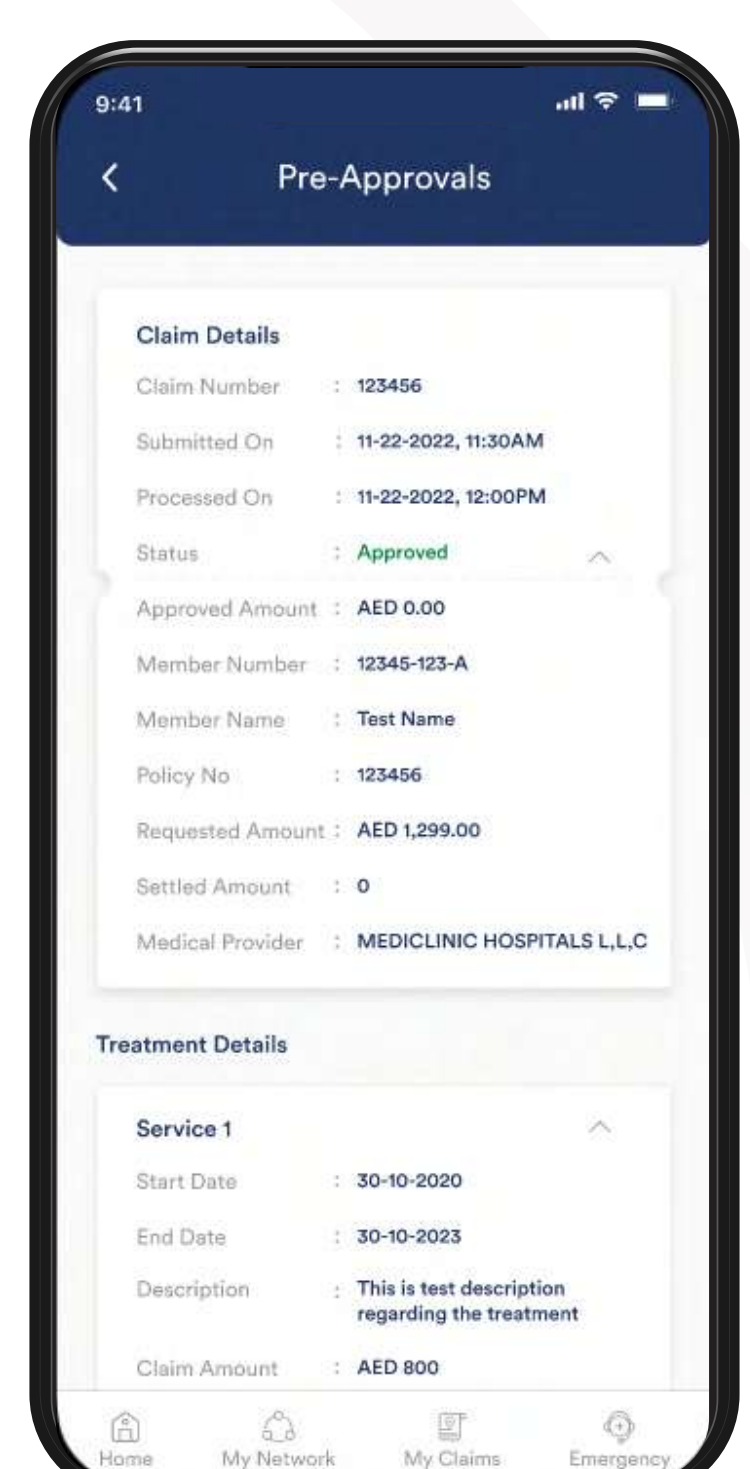 9:41
Pre-Approvals
Claim Details
Claim Number : 123456
Submitted On : 11-22-2022, 11:30AM
Processed On : 11-22-2022, 12:00PM
Status : Approved
Approved Amount : AED 0.00
Member Number : 12345-123-A
Member Name : Test Name
Policy No : 123456
Requested Amount : AED 1,299.00
Settled Amount : 0
Medical Provider : MEDICLINIC HOSPITALS L,L,C
Treatment Details
Service 1
Start Date : 30-10-2020
End Date : 30-10-2023
Description : This is test description
regarding the treatment
Claim Amount : AED 800
Home My Network My Claims Emergency